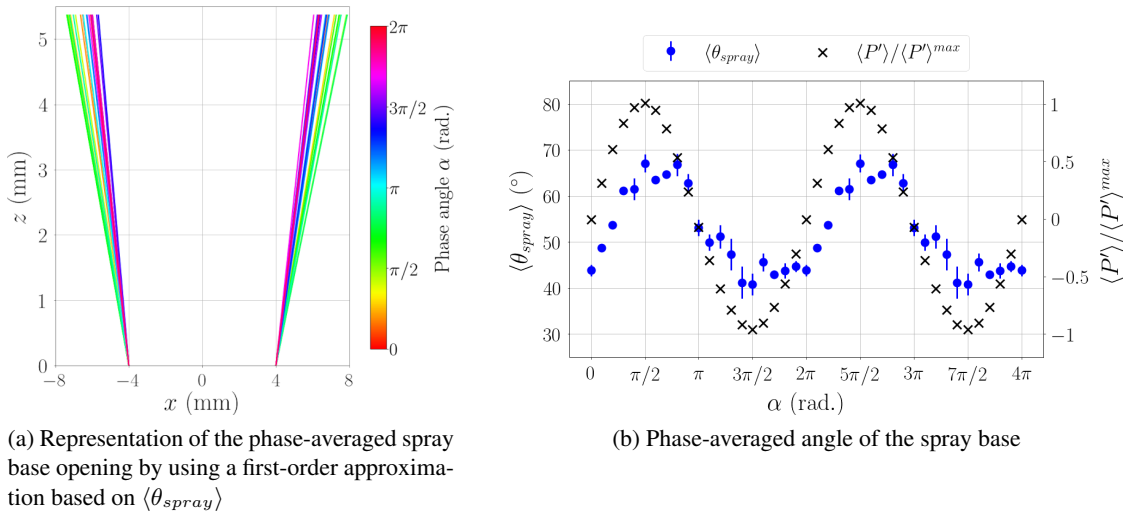 5
4
3
2
1
0
z (mm)
−8
−4
0
4
8
x (mm)
2π
3π/2
π
π/2
0
Phase angle α (rad.)
(a) Representation of the phase-averaged spray
base opening by using a first-order approxima-
tion based on ⟨θspray⟩
⟨θspray⟩
⟨P′⟩/⟨P′⟩max
80
70
60
50
40
30
⟨θspray⟩ (°)
1
0.5
0
−0.5
−1
⟨P′⟩/⟨P′⟩max
0
π/2
π
3π/2
2π
5π/2
3π
7π/2
4π
α (rad.)
(b) Phase-averaged angle of the spray base